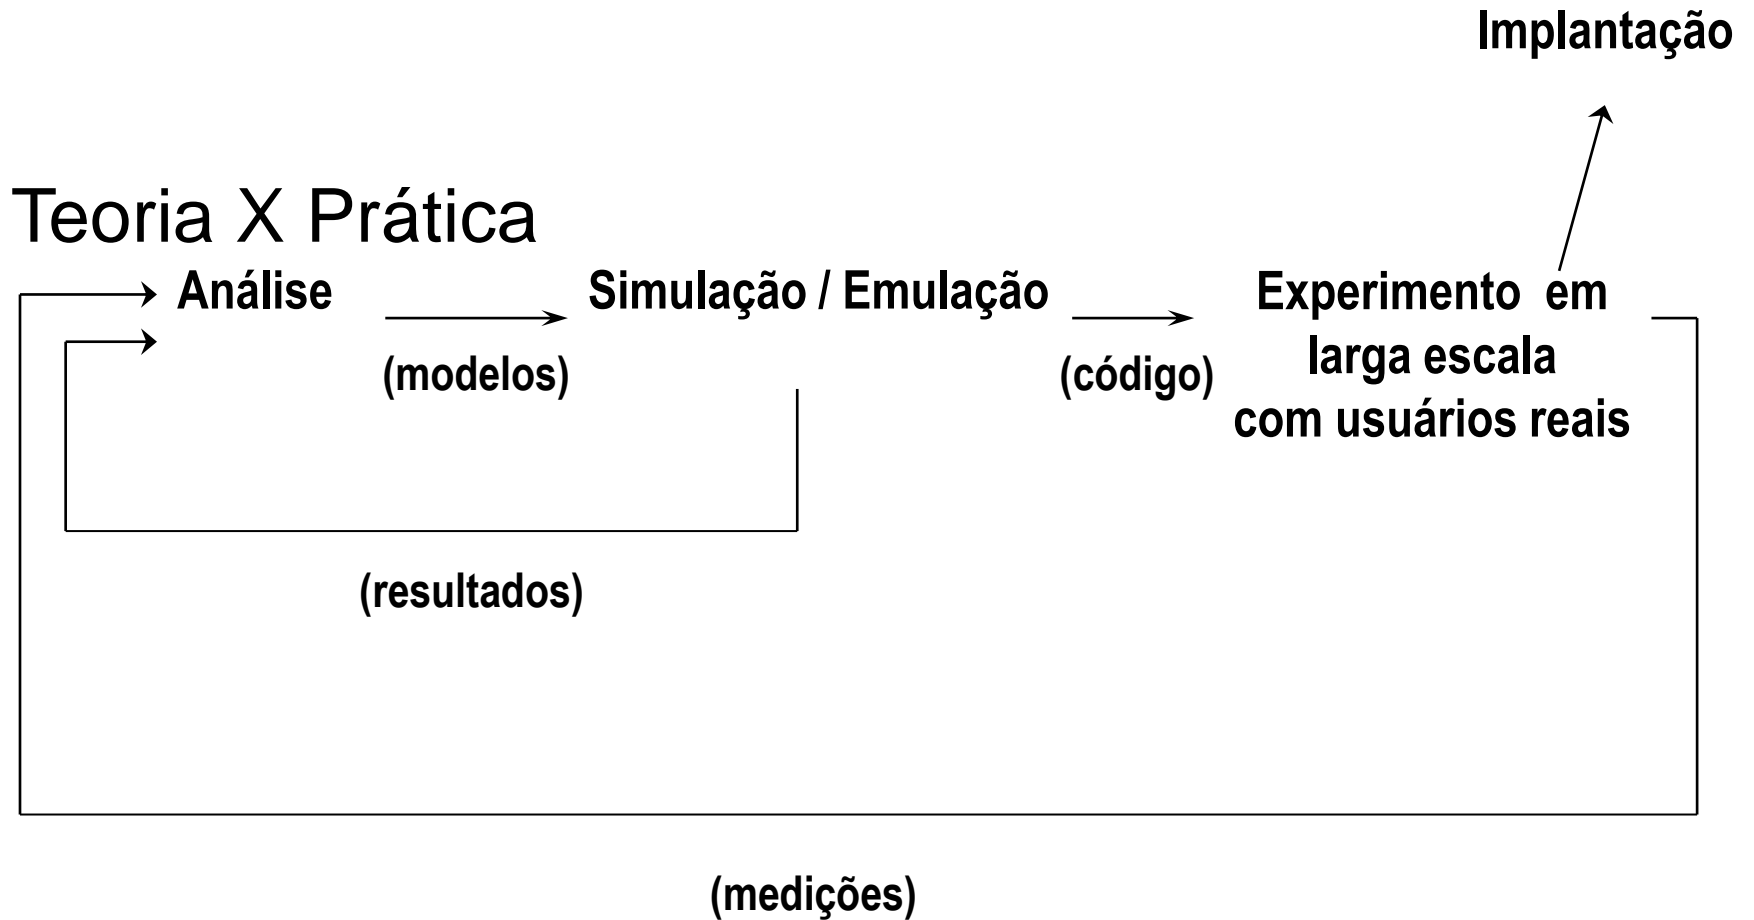 Implantação
Teoria X Prática
Análise
Simulação / Emulação
Experimento em
larga escala
com usuários reais
(modelos)
(código)
(resultados)
(medições)